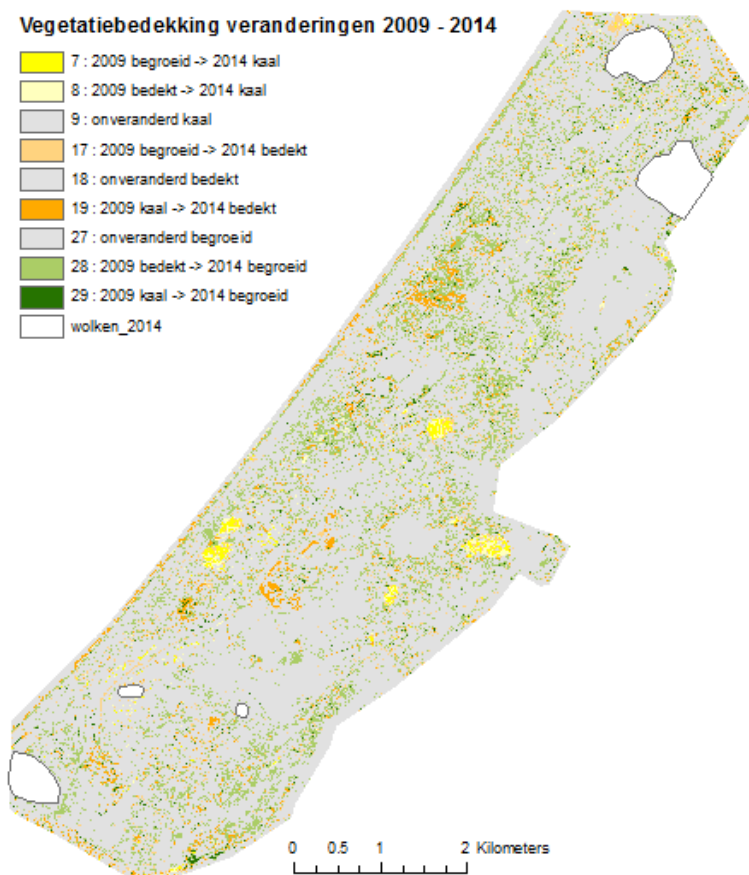 Vegetatiebedekking veranderingen 2009 - 2014
7 : 2009 begroeid -> 2014 kaal
8 : 2009 bedekt -> 2014 kaal
9 : onveranderd kaal
17 : 2009 begroeid -> 2014 bedekt
18 : onveranderd bedekt
19 : 2009 kaal -> 2014 bedekt
27 : onveranderd begroeid
28 : 2009 bedekt -> 2014 begroeid
29 : 2009 kaal -> 2014 begroeid
wolken_2014
0 0.5 1 2 Kilometers